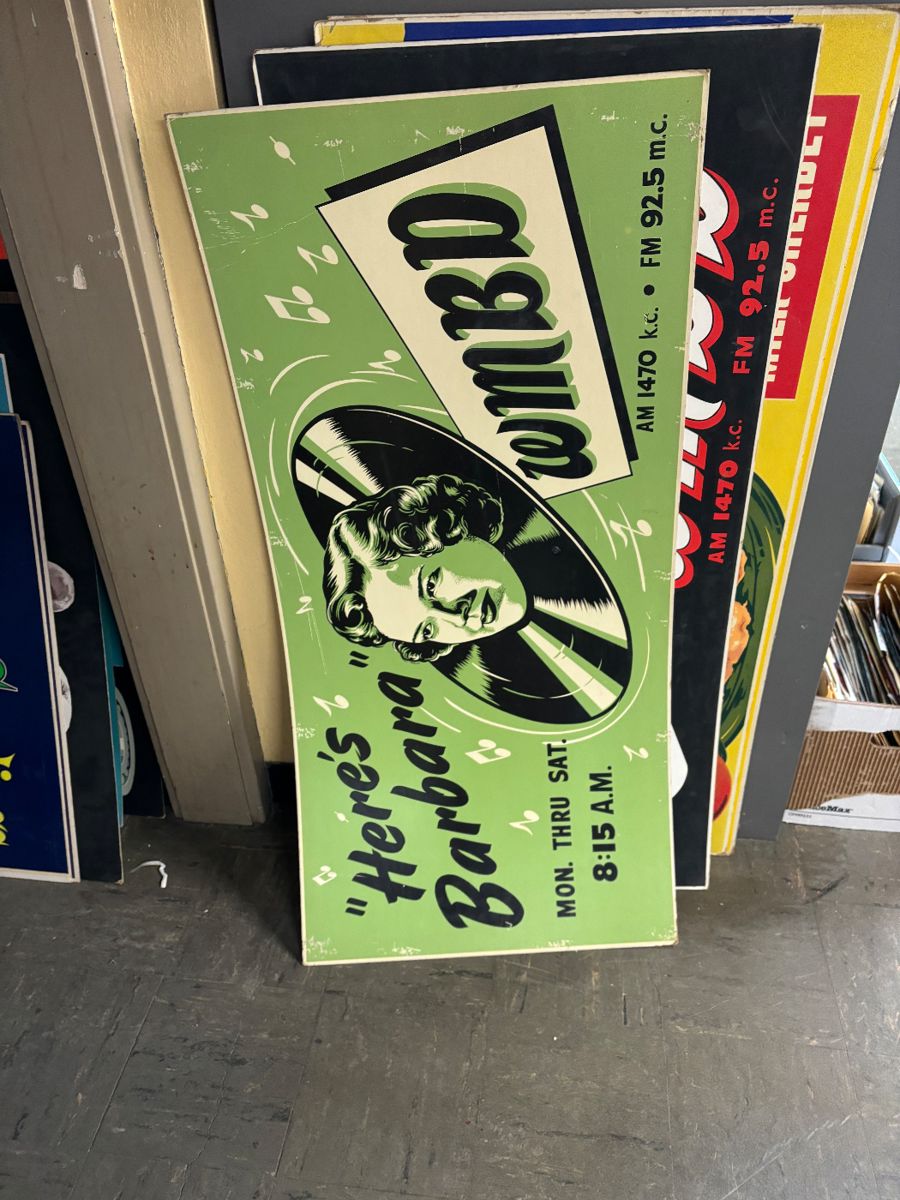 "Here's
Barbara"
MON. THRU SAT.
8:15 A.M.
WMBD
AM 1470 k.c. • FM 92.5 m.c.
AM 1470 k.c. FM 92.5 m.c.